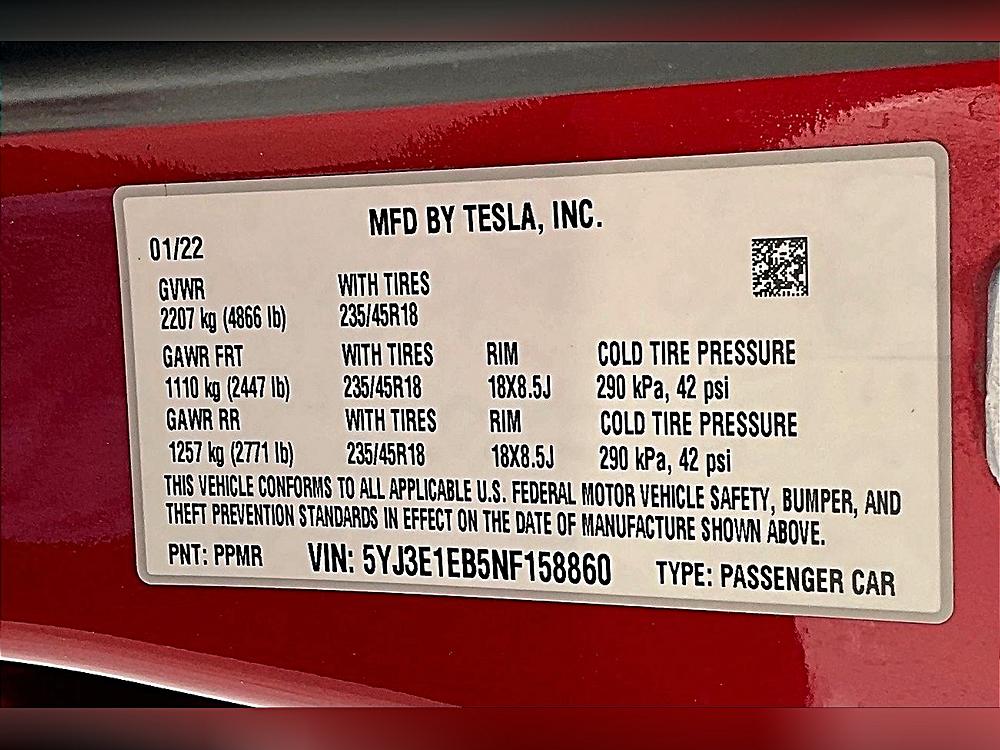 MFD BY TESLA, INC.
01/22
GVWR WITH TIRES
2207 kg (4866 lb) 235/45R18
GAWR FRT WITH TIRES RIM COLD TIRE PRESSURE
1110 kg (2447 lb) 235/45R18 18X8.5J 290 kPa, 42 psi
GAWR RR WITH TIRES RIM COLD TIRE PRESSURE
1257 kg (2771 lb) 235/45R18 18X8.5J 290 kPa, 42 psi
THIS VEHICLE CONFORMS TO ALL APPLICABLE U.S. FEDERAL MOTOR VEHICLE SAFETY, BUMPER, AND
THEFT PREVENTION STANDARDS IN EFFECT ON THE DATE OF MANUFACTURE SHOWN ABOVE.
PNT: PPMR VIN: 5YJ3E1EB5NF158860 TYPE: PASSENGER CAR